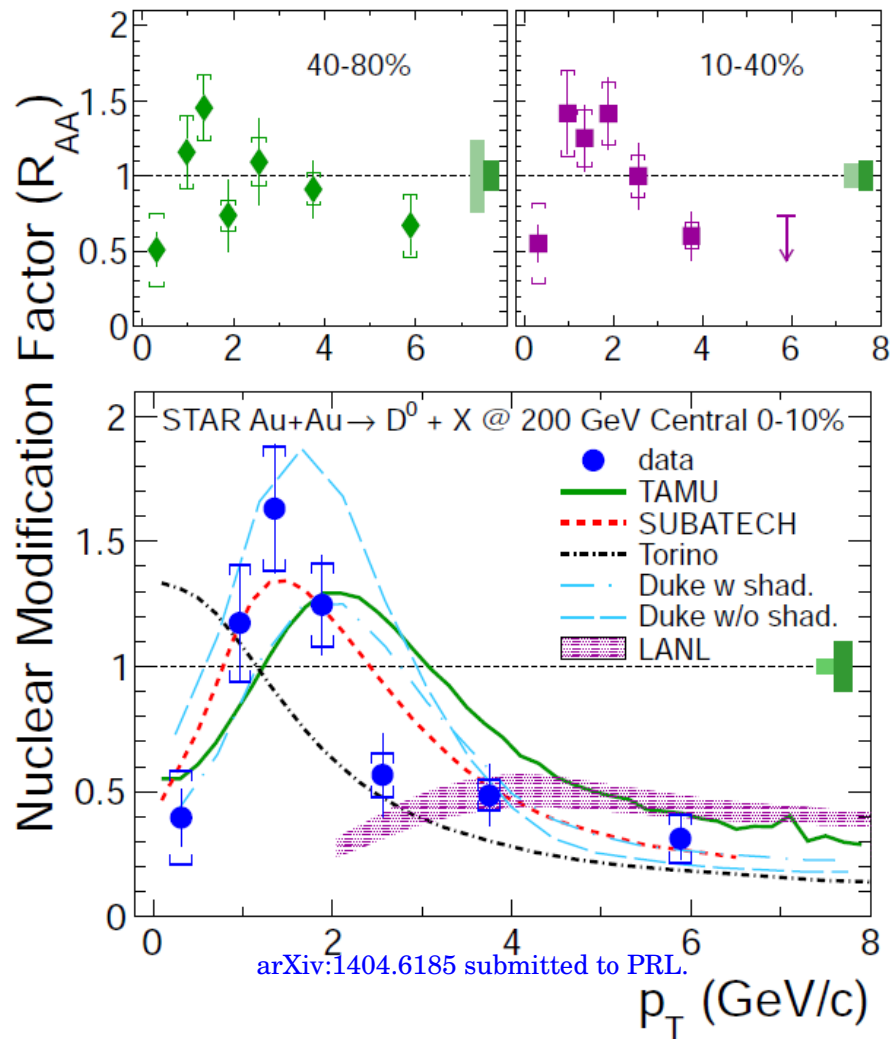 Nuclear Modification Factor (R_AA)
2
1.5
1
0.5
0
40-80%
10-40%
0 2 4 6
0 2 4 6 8
2
1.5
1
0.5
0
STAR Au+Au→ D⁰ + X @ 200 GeV Central 0-10%
data
TAMU
SUBATECH
Torino
Duke w shad.
Duke w/o shad.
LANL
0 2 4 6 8
arXiv:1404.6185 submitted to PRL.
p_T (GeV/c)